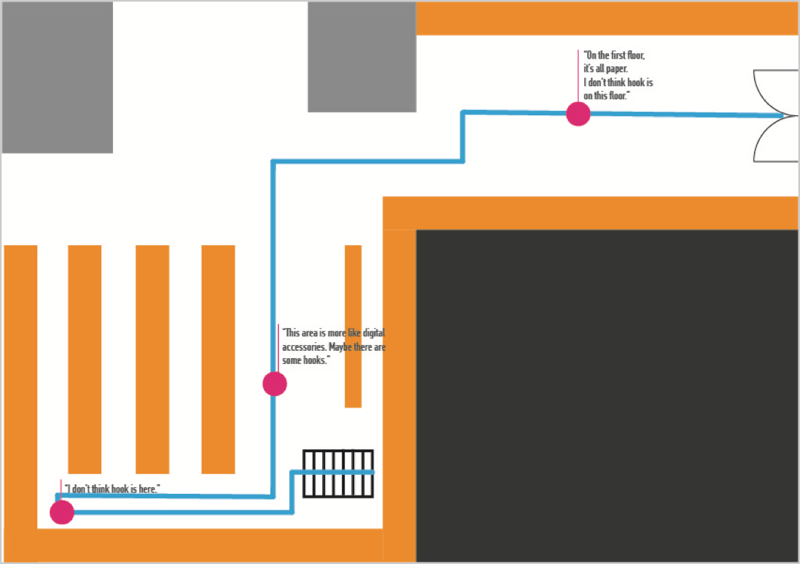 "On the first floor,
it's all paper.
I don't think hook is
on this floor."
"This area is more like digital
accessories. Maybe there are
some hooks."
"I don't think hook is here."